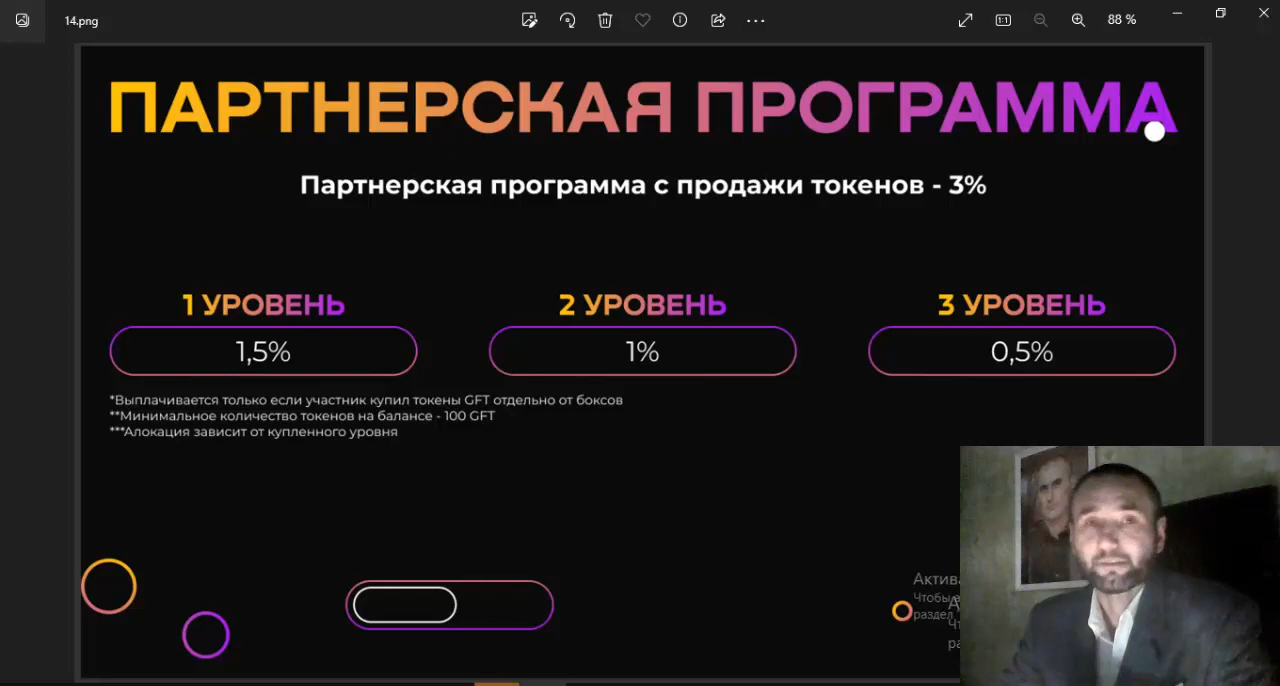 14.png
88 %
ПАРТНЕРСКАЯ ПРОГРАММА
Партнерская программа с продажи токенов - 3%
1 УРОВЕНЬ
2 УРОВЕНЬ
3 УРОВЕНЬ
1,5%
1%
0,5%
*Выплачивается только если участник купил токены GFT отдельно от боксов
**Минимальное количество токенов на балансе - 100 GFT
***Алокация зависит от купленного уровня
Чтобы
раздел